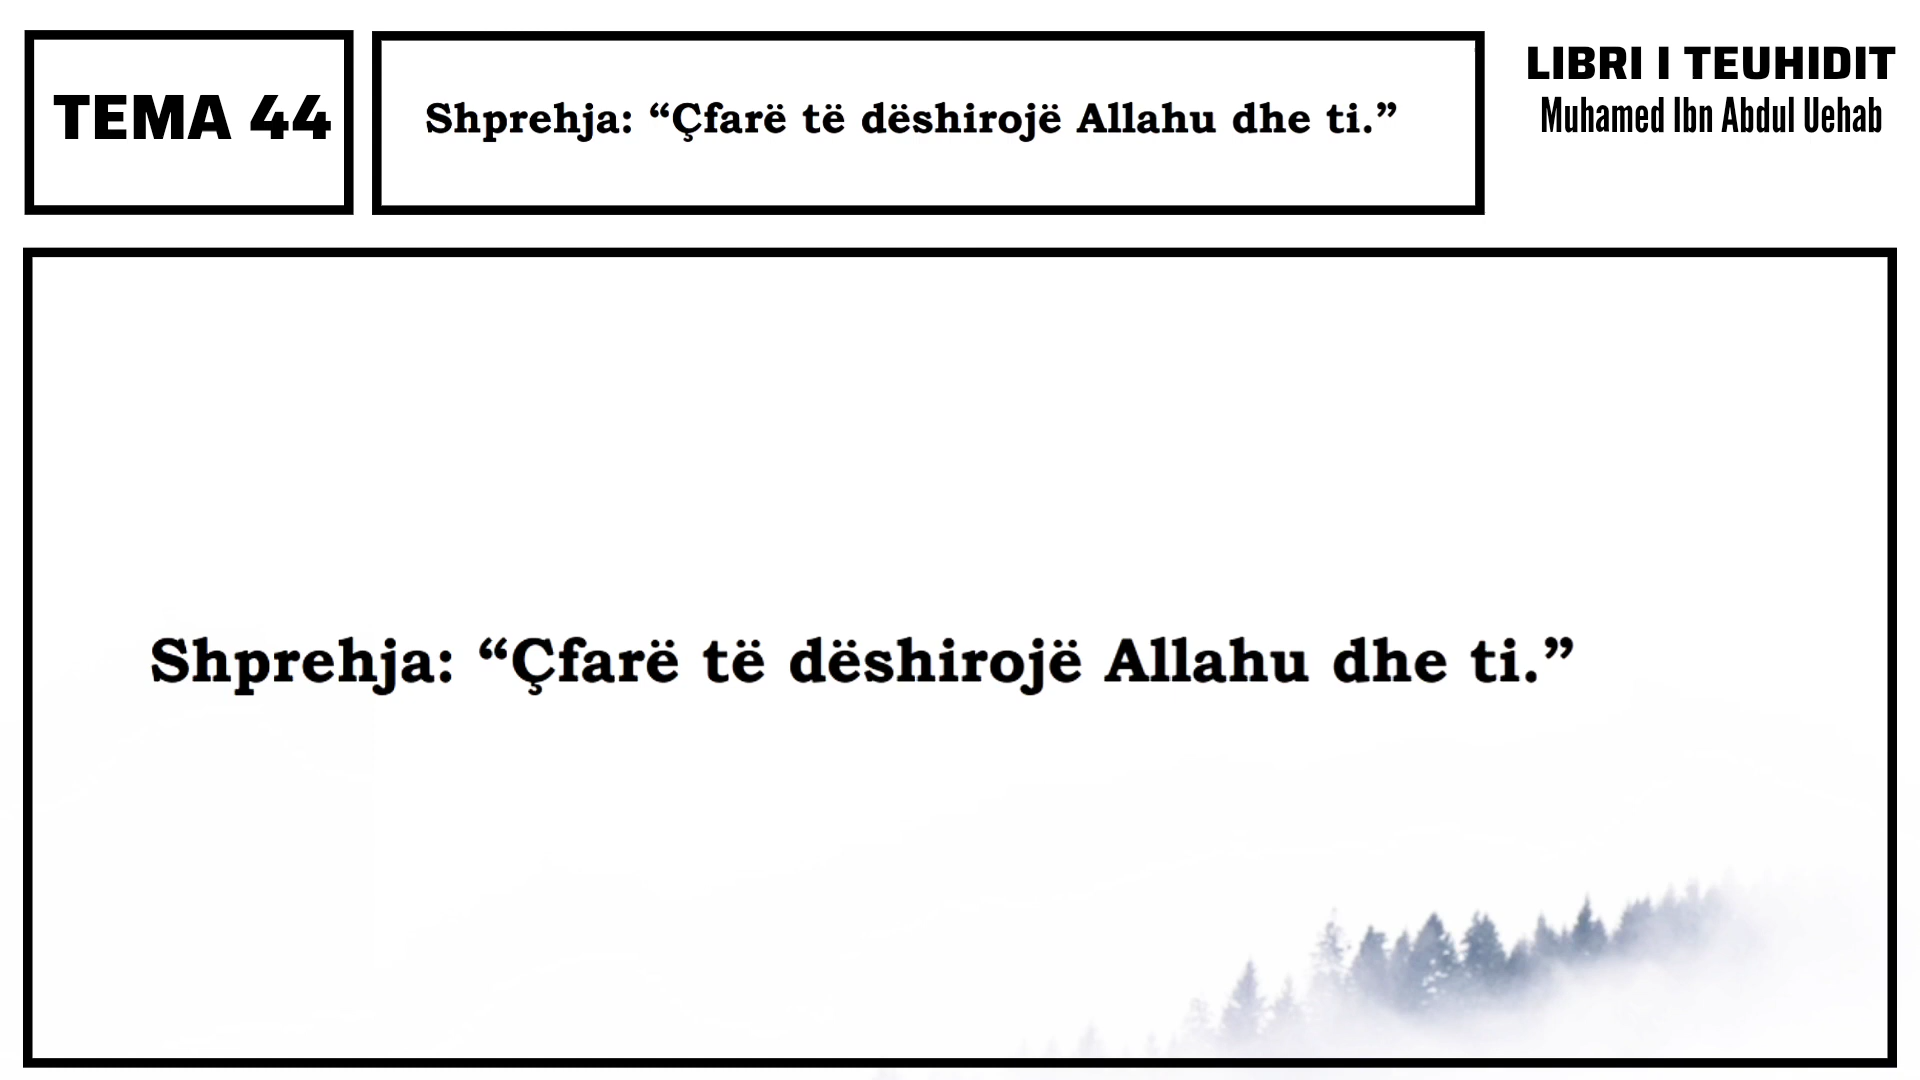 TEMA 44
Shprehja: “Çfarë të dëshirojë Allahu dhe ti.”
LIBRI I TEUHIDIT
Muhamed Ibn Abdul Uehab
Shprehja: “Çfarë të dëshirojë Allahu dhe ti.”